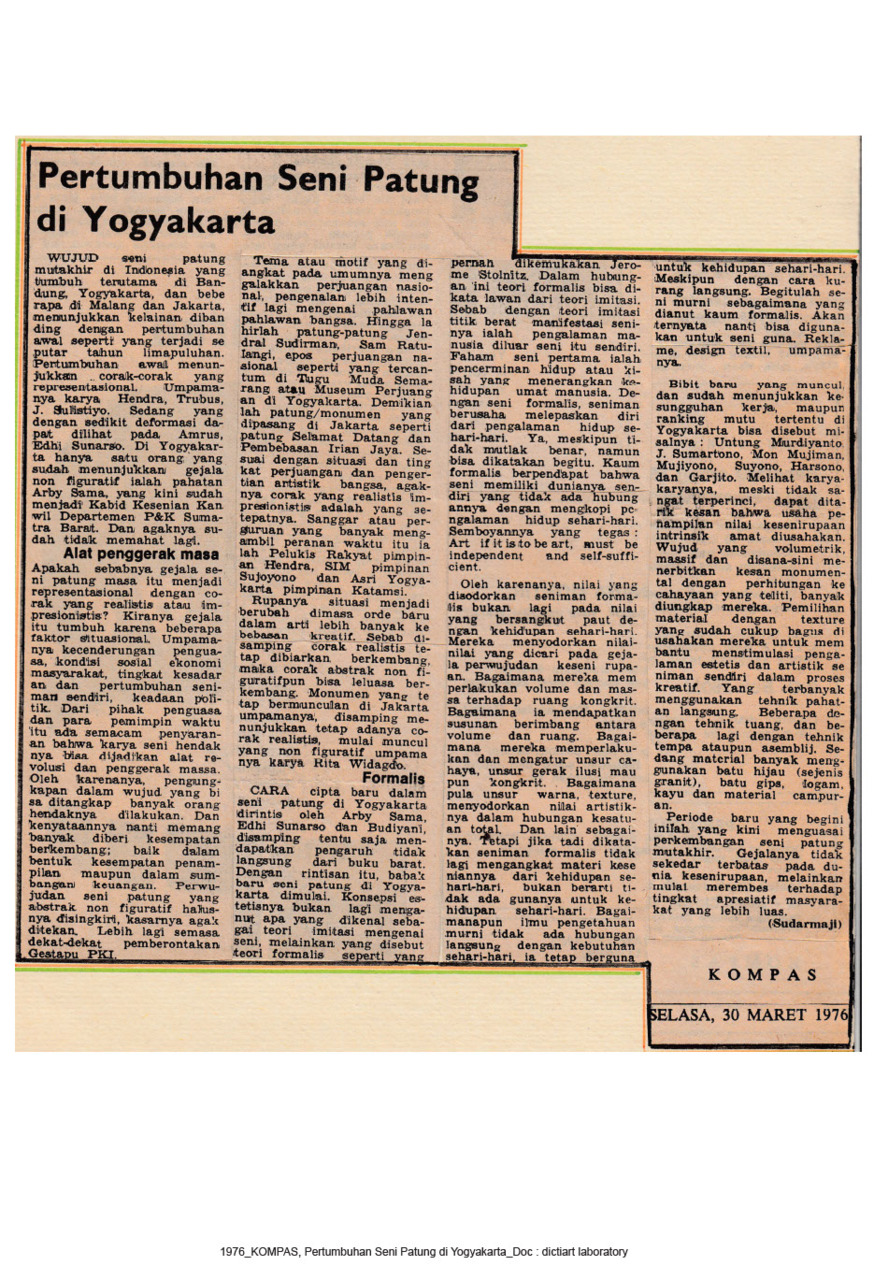 Pertumbuhan Seni Patung
di Yogyakarta
WUJUD seni patung
mutakhir di Indonesia yang
tumbuh terutama di Ban-
dung, Yogyakarta, dan bebe
rapa di Malang dan Jakarta,
menunjukkan kelainan diban
ding dengan pertumbuhan
awal seperti yang terjadi se
putar tahun limapuluhan.
Pertumbuhan awal menun-
jukkan corak-corak yang
representasional. Umpama-
nya karya Hendra, Trubus,
J. Sulistiyo. Sedang yang
dengan sedikit deformasi da-
pat dilihat pada Amrus,
Edhi Sunarso. Di Yogyakar-
ta hanya satu orang yang
sudah menunjukkan gejala
non figuratif ialah pahatan
Arby Sama, yang kini sudah
menjadi Kabid Kesenian Kan
wil Departemen P&K Suma-
tra Barat. Dan agaknya su-
dah tidak memahat lagi.
Alat penggerak masa
Apakah sebabnya gejala se-
ni patung masa itu menjadi
representasional dengan co-
rak yang realistis atau im-
presionistis? Kiranya gejala
itu tumbuh karena beberapa
faktor situasional. Umpama-
nya kecenderungan pengua-
sa, kondisi sosial ekonomi
masyarakat, tingkat kesadar
an dan pertumbuhan seni-
man sendiri, keadaan poli-
tik. Dari pihak penguasa
dan para pemimpin waktu
itu ada semacam penyaran-
an bahwa karya seni hendak
nya bisa dijadikan alat re-
volusi dan penggerak massa.
Oleh karenanya, pengung-
kapan dalam wujud yang bi
sa ditangkap banyak orang
hendaknya dilakukan. Dan
kenyataannya nanti memang
banyak diberi kesempatan
berkembang; baik dalam
bentuk kesempatan penam-
pilan maupun dalam sum-
bangan keuangan. Perwu-
judan seni patung yang
abstrak non figuratif halus-
nya disingkiri, kasarnya agak
ditekan. Lebih lagi semasa
dekat-dekat pemberontakan
Gestapu PKI.
Tema atau motif yang di-
angkat pada umumnya meng
galakkan perjuangan nasio-
nal, pengenalan lebih inten-
tif lagi mengenai pahlawan
pahlawan bangsa. Hingga la
hirlah patung-patung Jen-
dral Sudirman, Sam Ratu-
langi, epos perjuangan na-
sional seperti yang tercan-
tum di Tugu Muda Sema-
rang atau Museum Perjuang
an di Yogyakarta. Demikian
lah patung/monumen yang
dipasang di Jakarta seperti
patung Selamat Datang dan
Pembebasan Irian Jaya. Se-
suai dengan situasi dan ting
kat perjuangan dan penger-
tian artistik bangsa, agak-
nya corak yang realistis im-
presionistis adalah yang se-
tepatnya. Sanggar atau per-
guruan yang banyak meng-
ambil peranan waktu itu ia
lah Pelukis Rakyat pimpin-
an Hendra, SIM pimpinan
Sujoyono dan Asri Yogya-
karta pimpinan Katamsi.
Rupanya situasi menjadi
berubah dimasa orde baru
dalam arti lebih banyak ke
bebasan kreatif. Sebab di-
samping corak realistis te-
tap dibiarkan berkembang,
maka corak abstrak non fi-
guratifpun bisa leluasa ber-
kembang. Monumen yang te
tap bermunculan di Jakarta
umpamanya, disamping me-
nunjukkan tetap adanya co-
rak realistis, mulai muncul
yang non figuratif umpama
nya karya Rita Widagdo.
Formalis
CARA cipta baru dalam
seni patung di Yogyakarta
dirintis oleh Arby Sama,
Edhi Sunarso dan Budiyani,
disamping tentu saja men-
dapatkan pengaruh tidak
langsung dari buku barat.
Dengan rintisan itu, babak
baru seni patung di Yogya-
karta dimulai. Konsepsi es-
tetisnya bukan lagi menga-
nut apa yang dikenal seba-
gai teori imitasi mengenai
seni, melainkan yang disebut
teori formalis seperti yang
pernah dikemukakan Jero-
me Stolnitz. Dalam hubung-
an ini teori formalis bisa di-
kata lawan dari teori imitasi.
Sebab dengan teori imitasi
titik berat manifestasi seni-
nya ialah pengalaman ma-
nusia diluar seni itu sendiri.
Faham seni pertama ialah
pencerminan hidup atau ki-
sah yang menerangkan ke-
hidupan umat manusia. De-
ngan seni formalis, seniman
berusaha melepaskan diri
dari pengalaman hidup se-
hari-hari. Ya, meskipun ti-
dak mutlak benar, namun
bisa dikatakan begitu. Kaum
formalis berpendapat bahwa
seni memiliki dunianya sen-
diri yang tidak ada hubung
annya dengan mengkopi pe-
ngalaman hidup sehari-hari.
Semboyannya yang tegas :
Art if it is to be art, must be
independent and self-suffi-
cient.
Oleh karenanya, nilai yang
disodorkan seniman forma-
lis bukan lagi pada nilai
yang bersangkut paut de-
ngan kehidupan sehari-hari.
Mereka menyodorkan nilai-
nilai yang dicari pada geja-
la perwujudan keseni rupa-
an. Bagaimana mereka mem
perlakukan volume dan mas-
sa terhadap ruang kongkrit.
Bagaimana ia mendapatkan
susunan berimbang antara
volume dan ruang. Bagai-
mana mereka memperlaku-
kan dan mengatur unsur ca-
haya, unsur gerak ilusi mau
pun kongkrit. Bagaimana
pula unsur warna, texture,
menyodorkan nilai artistik-
nya dalam hubungan kesatu-
an total. Dan lain sebagai-
nya. Tetapi jika tadi dikata-
kan seniman formalis tidak
lagi mengangkat materi kese
niannya dari kehidupan se-
hari-hari, bukan berarti ti-
dak ada gunanya untuk ke-
hidupan sehari-hari. Bagai-
manapun ilmu pengetahuan
murni tidak ada hubungan
langsung dengan kebutuhan
sehari-hari, ia tetap berguna
untuk kehidupan sehari-hari.
Meskipun dengan cara ku-
rang langsung. Begitulah se-
ni murni sebagaimana yang
dianut kaum formalis. Akan
ternyata nanti bisa diguna-
kan untuk seni guna. Rekla-
me, design textil, umpama-
nya.
Bibit baru yang muncul,
dan sudah menunjukkan ke
sungguhan kerja, maupun
ranking mutu tertentu di
Yogyakarta bisa disebut mi-
salnya : Untung Murdiyanto,
J. Sumartono, Mon Mujiman,
Mujiyono, Suyono, Harsono,
dan Garjito. Melihat karya-
karyanya, meski tidak sa-
ngat terperinci, dapat dita-
rik kesan bahwa usaha pe-
nampilan nilai kesenirupaan
intrinsik amat diusahakan.
Wujud yang volumetrik,
massif dan disana-sini me-
nerbitkan kesan monumen-
tal dengan perhitungan ke
cahayaan yang teliti, banyak
diungkap mereka. Pemilihan
material dengan texture
yang sudah cukup bagus di
usahakan mereka untuk mem
bantu menstimulasi penga-
laman estetis dan artistik se
niman sendiri dalam proses
kreatif. Yang terbanyak
menggunakan tehnik pahat-
an langsung. Beberapa de-
ngan tehnik tuang, dan be-
berapa lagi dengan tehnik
tempa ataupun asemblij. Se-
dang material banyak meng-
gunakan batu hijau (sejenis
granit), batu gips, logam,
kayu dan material campur-
an.
Periode baru yang begini
inilah yang kini menguasai
perkembangan seni patung
mutakhir. Gejalanya tidak
sekedar terbatas pada du-
nia kesenirupaan, melainkan
mulai merembes terhadap
tingkat apresiatif masyara-
kat yang lebih luas.
(Sudarmaji)
KOMPAS
SELASA, 30 MARET 1976
1976_KOMPAS, Pertumbuhan Seni Patung di Yogyakarta_Doc : dictiart laboratory